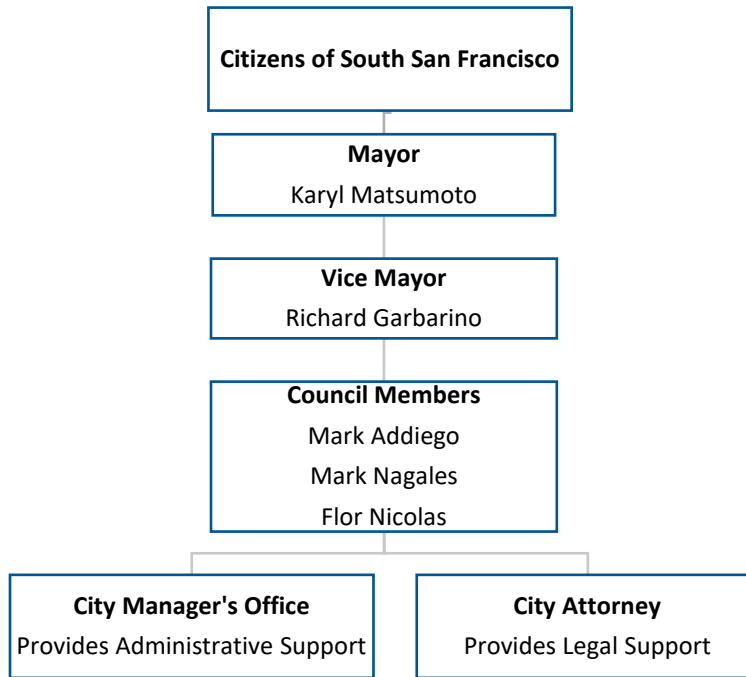 Citizens of South San Francisco
Mayor
Karyl Matsumoto
Vice Mayor
Richard Garbarino
Council Members
Mark Addiego
Mark Nagales
Flor Nicolas
City Manager's Office
Provides Administrative Support
City Attorney
Provides Legal Support